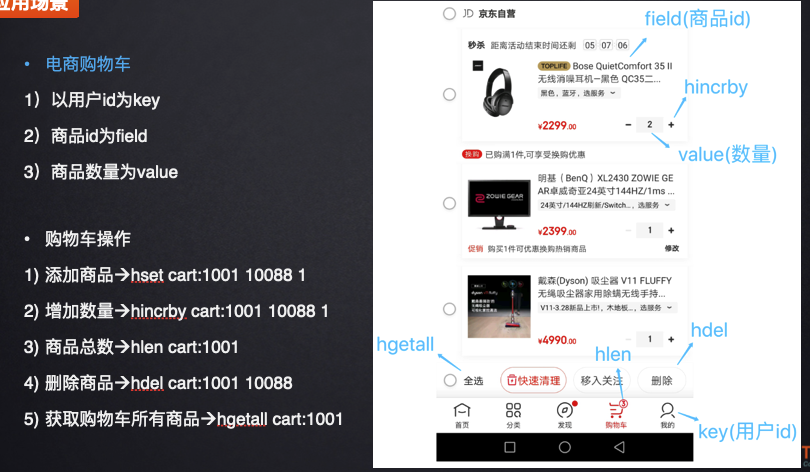 应用场景
• 电商购物车
1）以用户id为key
2）商品id为field
3）商品数量为value
• 购物车操作
1) 添加商品→hset cart:1001 10088 1
2) 增加数量→hincrby cart:1001 10088 1
3) 商品总数→hlen cart:1001
4) 删除商品→hdel cart:1001 10088
5) 获取购物车所有商品→hgetall cart:1001
JD 京东自营
field(商品id)
秒杀 距离活动结束时间还剩 05 07 06
TOPLIFE Bose QuietComfort 35 II
无线消噪耳机—黑色 QC35二...
黑色，蓝牙，选服务
hincrby
¥2299.00 − 2 +
value(数量)
换购 已购满1件,可享受换购优惠
明基（BenQ）XL2430 ZOWIE GE
AR卓威奇亚24英寸144HZ/1ms ...
ZOWIE GEAR
24英寸/144HZ刷新/Switch...，选服务
¥2399.00 − 1 +
促销 购买1件可优惠换购热销商品 修改
dyson
戴森(Dyson) 吸尘器 V11 FLUFFY
无绳吸尘器家用除螨无线手持...
V11-3.28新品上市!，木地板...，选服务
¥4990.00 1 +
hgetall
hlen
hdel
全选 快速清理 移入关注 删除
3
首页 分类 发现 购物车 我的
key(用户id)